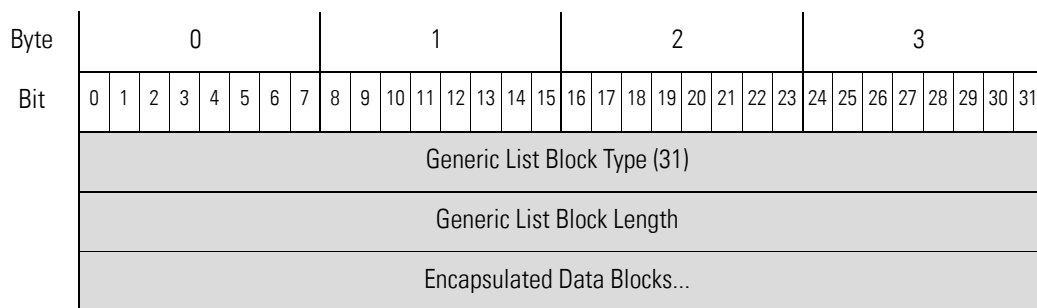 Byte 0 1 2 3
Bit 0 1 2 3 4 5 6 7 8 9 10 11 12 13 14 15 16 17 18 19 20 21 22 23 24 25 26 27 28 29 30 31
Generic List Block Type (31)
Generic List Block Length
Encapsulated Data Blocks...